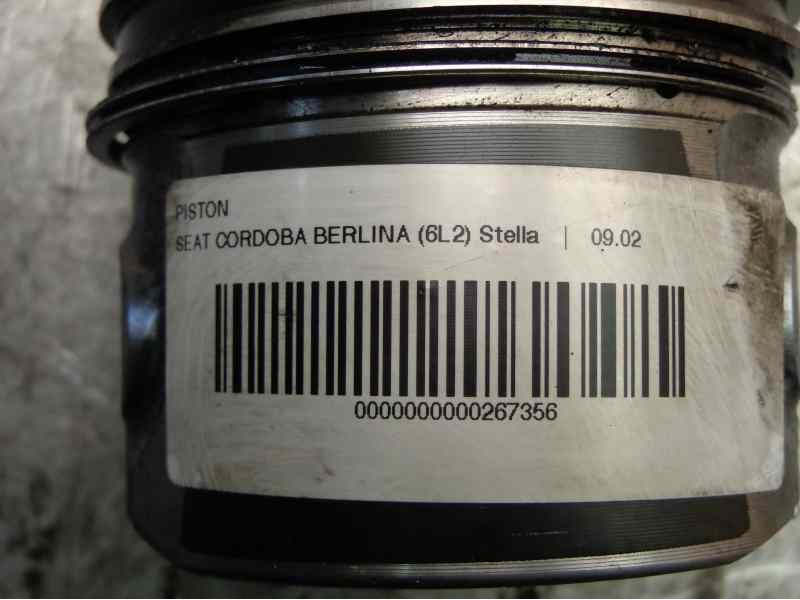 PISTON
SEAT CORDOBA BERLINA (6L2) Stella | 09.02
0000000000267356